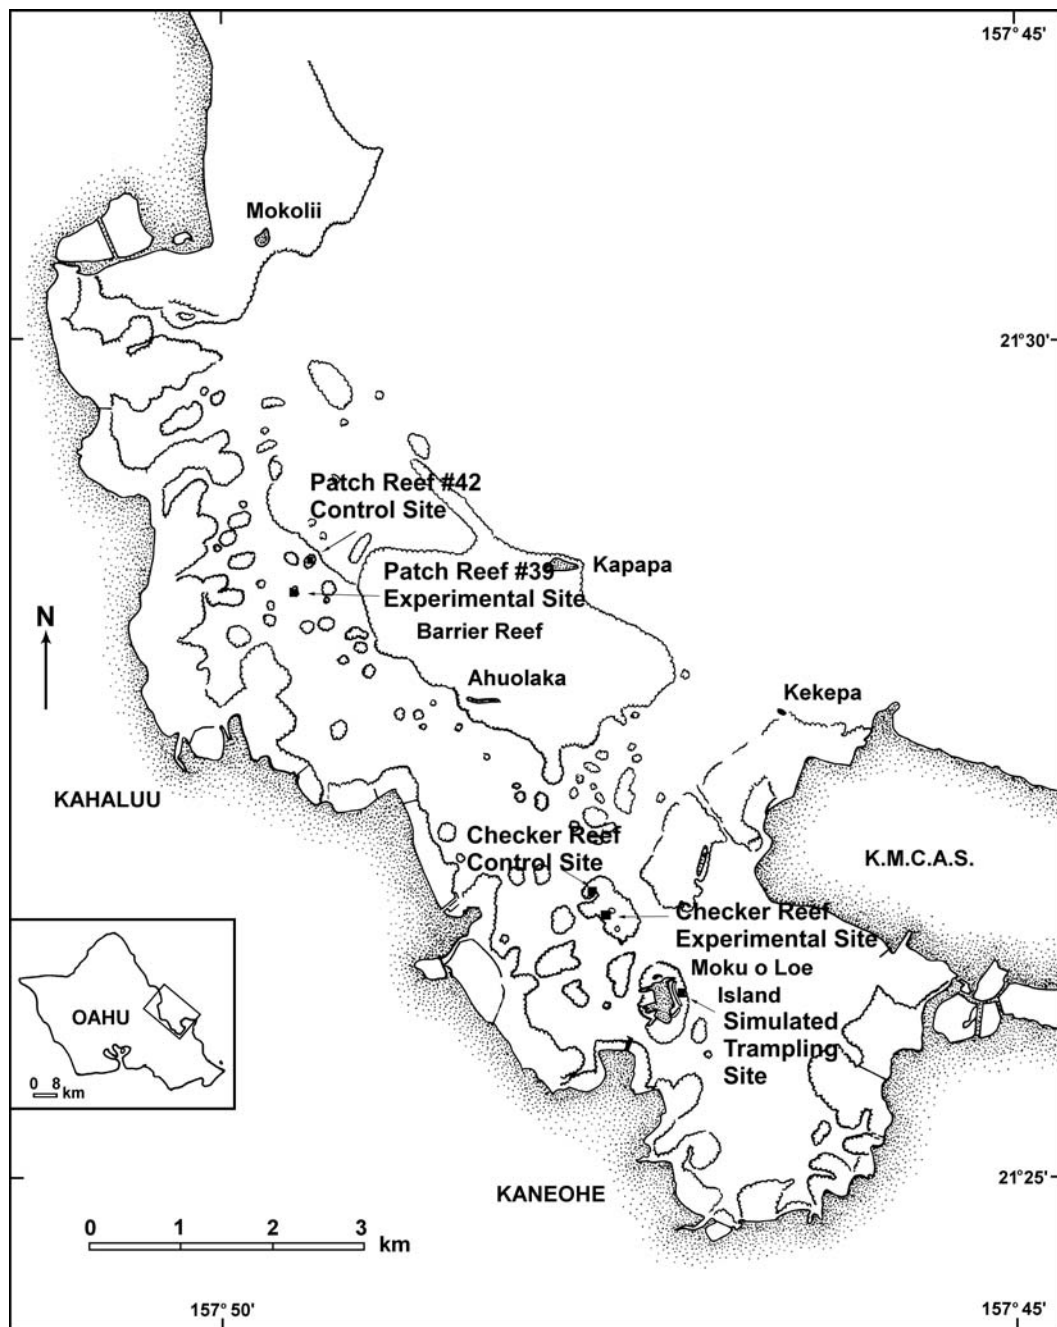 157° 45'
Mokolii
21° 30'
Patch Reef #42
Control Site
Kapapa
Patch Reef #39
Experimental Site
N
Barrier Reef
Ahuolaka
Kekepa
KAHALUU
Checker Reef
Control Site
K.M.C.A.S.
Checker Reef
Experimental Site
Moku o Loe
Island
Simulated
Trampling
Site
OAHU
0 8
km
21° 25'
KANEOHE
0 1 2 3
km
157° 50'
157° 45'